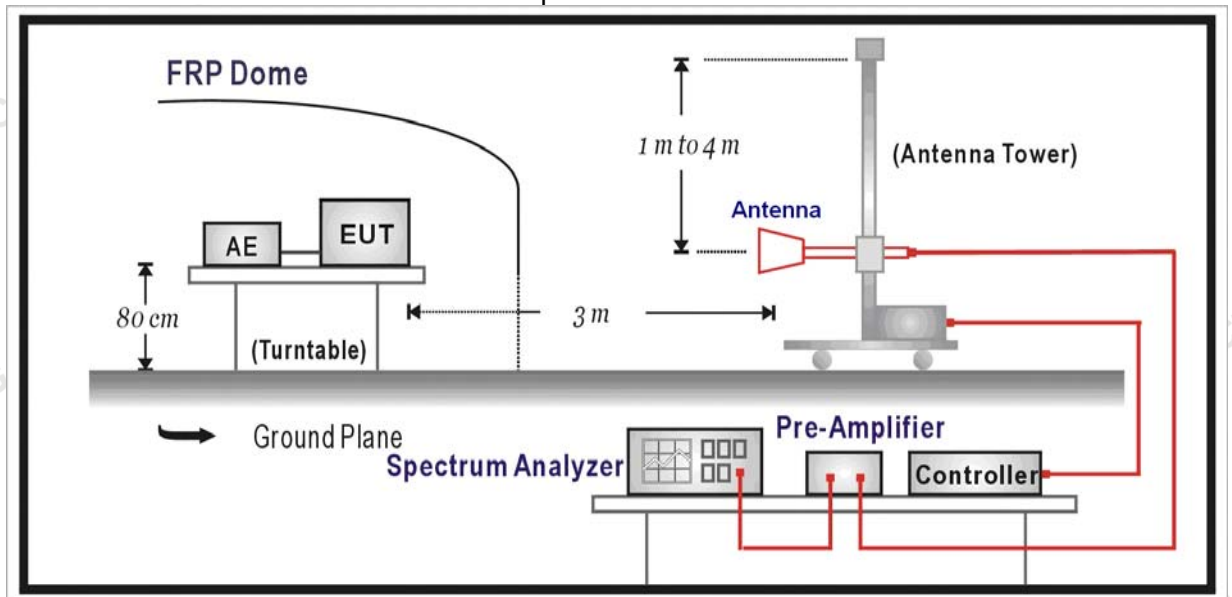 FRP Dome
1 m to 4 m
(Antenna Tower)
Antenna
AE
EUT
80 cm
3 m
(Turntable)
Ground Plane
Pre-Amplifier
Spectrum Analyzer
Controller